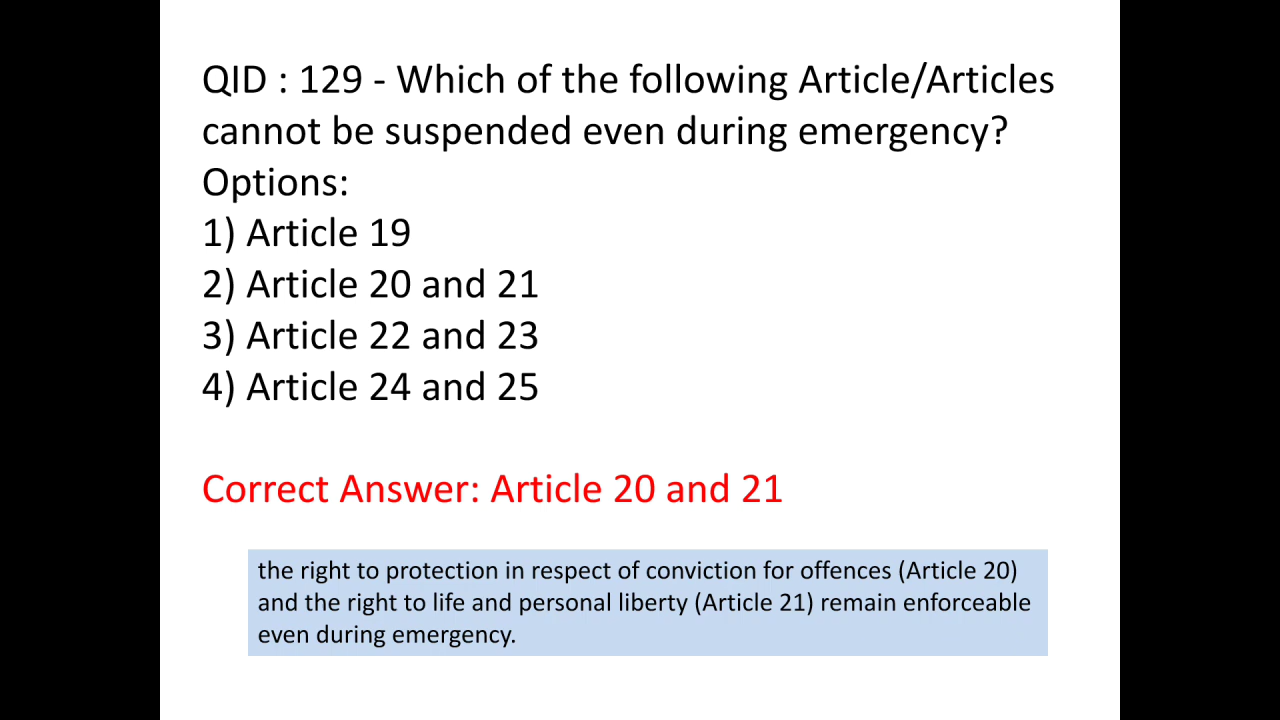 QID : 129 - Which of the following Article/Articles
cannot be suspended even during emergency?
Options:
1) Article 19
2) Article 20 and 21
3) Article 22 and 23
4) Article 24 and 25
Correct Answer: Article 20 and 21
the right to protection in respect of conviction for offences (Article 20)
and the right to life and personal liberty (Article 21) remain enforceable
even during emergency.